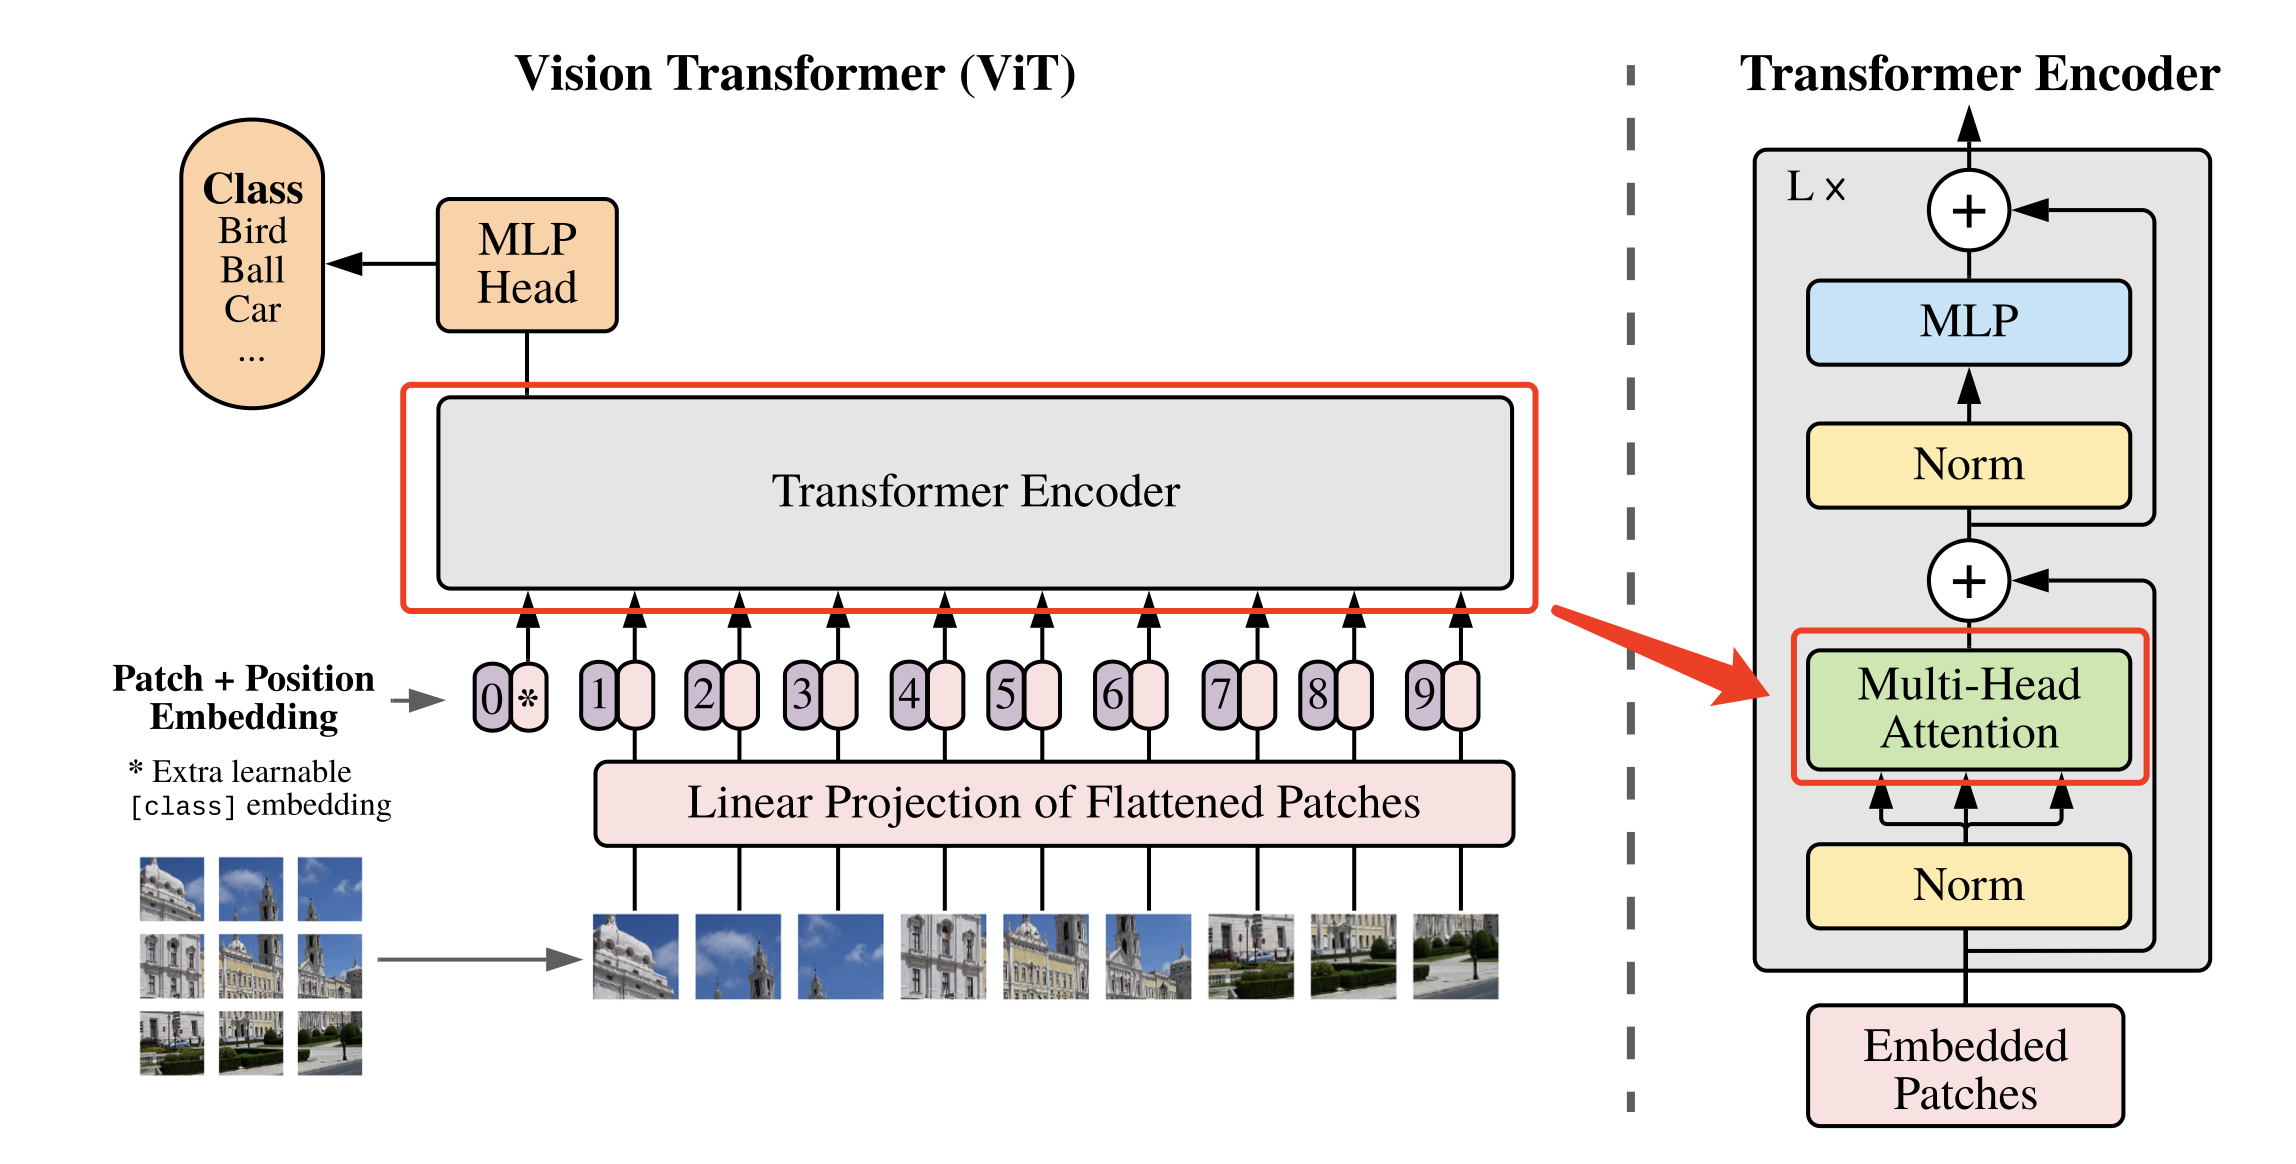 Vision Transformer (ViT)
Class
Bird
Ball
Car
...
MLP
Head
Transformer Encoder
Patch + Position
Embedding
0 * 1 2 3 4 5 6 7 8 9
* Extra learnable
[class] embedding
Linear Projection of Flattened Patches
Transformer Encoder
L ×
+
MLP
Norm
+
Multi-Head
Attention
Norm
Embedded
Patches